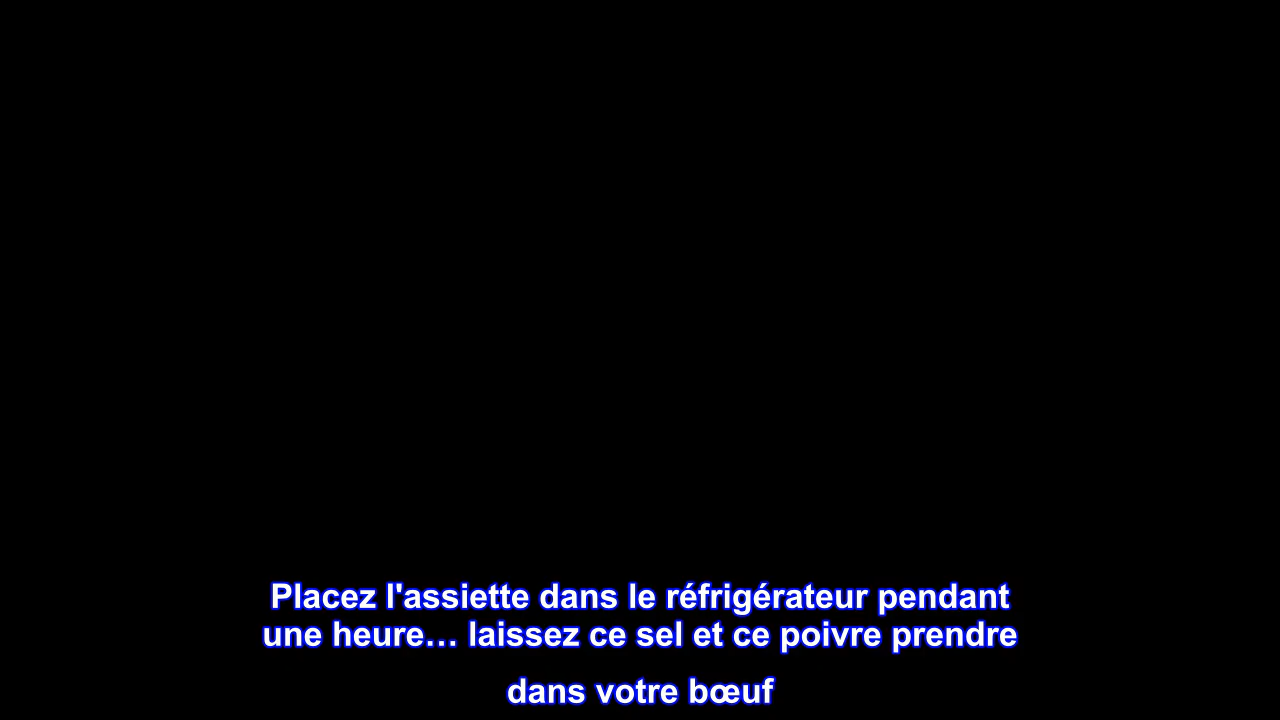 Placez l'assiette dans le réfrigérateur pendant
une heure… laissez ce sel et ce poivre prendre
dans votre bœuf